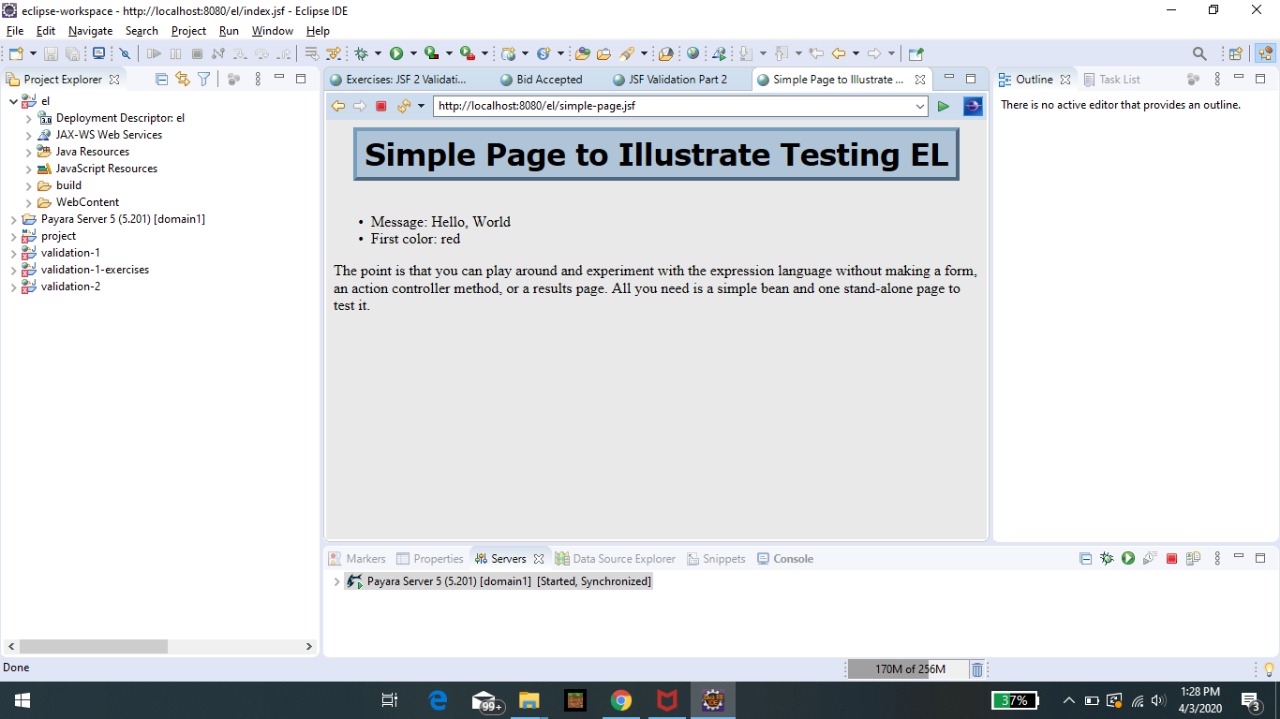 eclipse-workspace - http://localhost:8080/el/index.jsf - Eclipse IDE
File Edit Navigate Search Project Run Window Help
Project Explorer
el
Deployment Descriptor: el
JAX-WS Web Services
Java Resources
JavaScript Resources
build
WebContent
Payara Server 5 (5.201) [domain1]
project
validation-1
validation-1-exercises
validation-2
Exercises: JSF 2 Validati... Bid Accepted JSF Validation Part 2 Simple Page to Illustrate ...
http://localhost:8080/el/simple-page.jsf
Simple Page to Illustrate Testing EL
• Message: Hello, World
• First color: red
The point is that you can play around and experiment with the expression language without making a form,
an action controller method, or a results page. All you need is a simple bean and one stand-alone page to
test it.
Outline Task List
There is no active editor that provides an outline.
Markers Properties Servers Data Source Explorer Snippets Console
Payara Server 5 (5.201) [domain1] [Started, Synchronized]
Done
170M of 256M
99+
37%
1:28 PM
4/3/2020
3